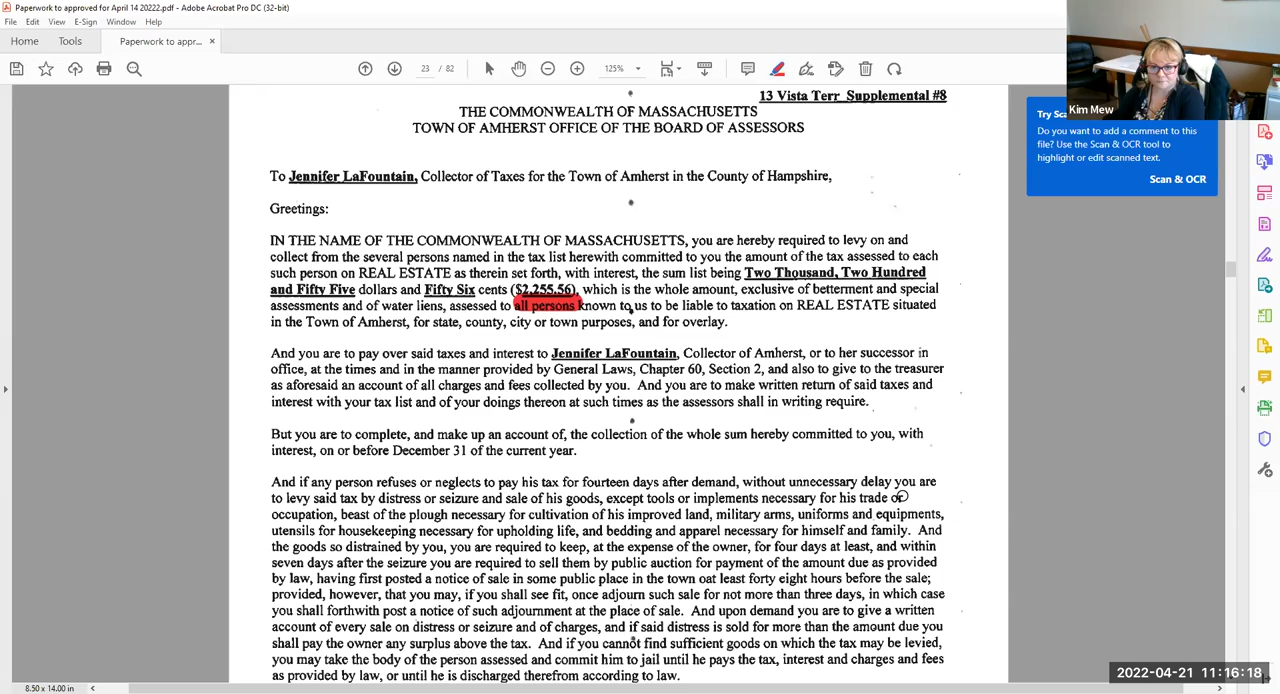 Paperwork to approved for April 14 20222.pdf - Adobe Acrobat Pro DC (32-bit)
File Edit View E-Sign Window Help
Home Tools Paperwork to appr... ×
23 / 82 125%
Kim Mew
Try Sca
Do you want to add a comment to this
file? Use the Scan & OCR tool to
highlight or edit scanned text.
Scan & OCR
13 Vista Terr Supplemental #8
THE COMMONWEALTH OF MASSACHUSETTS
TOWN OF AMHERST OFFICE OF THE BOARD OF ASSESSORS
To Jennifer LaFountain, Collector of Taxes for the Town of Amherst in the County of Hampshire,
Greetings:
IN THE NAME OF THE COMMONWEALTH OF MASSACHUSETTS, you are hereby required to levy on and
collect from the several persons named in the tax list herewith committed to you the amount of the tax assessed to each
such person on REAL ESTATE as therein set forth, with interest, the sum list being Two Thousand, Two Hundred
and Fifty Five dollars and Fifty Six cents ($2,255.56), which is the whole amount, exclusive of betterment and special
assessments and of water liens, assessed to all persons known to us to be liable to taxation on REAL ESTATE situated
in the Town of Amherst, for state, county, city or town purposes, and for overlay.
And you are to pay over said taxes and interest to Jennifer LaFountain, Collector of Amherst, or to her successor in
office, at the times and in the manner provided by General Laws, Chapter 60, Section 2, and also to give to the treasurer
as aforesaid an account of all charges and fees collected by you. And you are to make written return of said taxes and
interest with your tax list and of your doings thereon at such times as the assessors shall in writing require.
But you are to complete, and make up an account of, the collection of the whole sum hereby committed to you, with
interest, on or before December 31 of the current year.
And if any person refuses or neglects to pay his tax for fourteen days after demand, without unnecessary delay you are
to levy said tax by distress or seizure and sale of his goods, except tools or implements necessary for his trade or
occupation, beast of the plough necessary for cultivation of his improved land, military arms, uniforms and equipments,
utensils for housekeeping necessary for upholding life, and bedding and apparel necessary for himself and family. And
the goods so distrained by you, you are required to keep, at the expense of the owner, for four days at least, and within
seven days after the seizure you are required to sell them by public auction for payment of the amount due as provided
by law, having first posted a notice of sale in some public place in the town oat least forty eight hours before the sale;
provided, however, that you may, if you shall see fit, once adjourn such sale for not more than three days, in which case
you shall forthwith post a notice of such adjournment at the place of sale. And upon demand you are to give a written
account of every sale on distress or seizure and of charges, and if said distress is sold for more than the amount due you
shall pay the owner any surplus above the tax. And if you cannot find sufficient goods on which the tax may be levied,
you may take the body of the person assessed and commit him to jail until he pays the tax, interest and charges and fees
as provided by law, or until he is discharged therefrom according to law.
8.50 x 14.00 in
2022-04-21 11:16:18